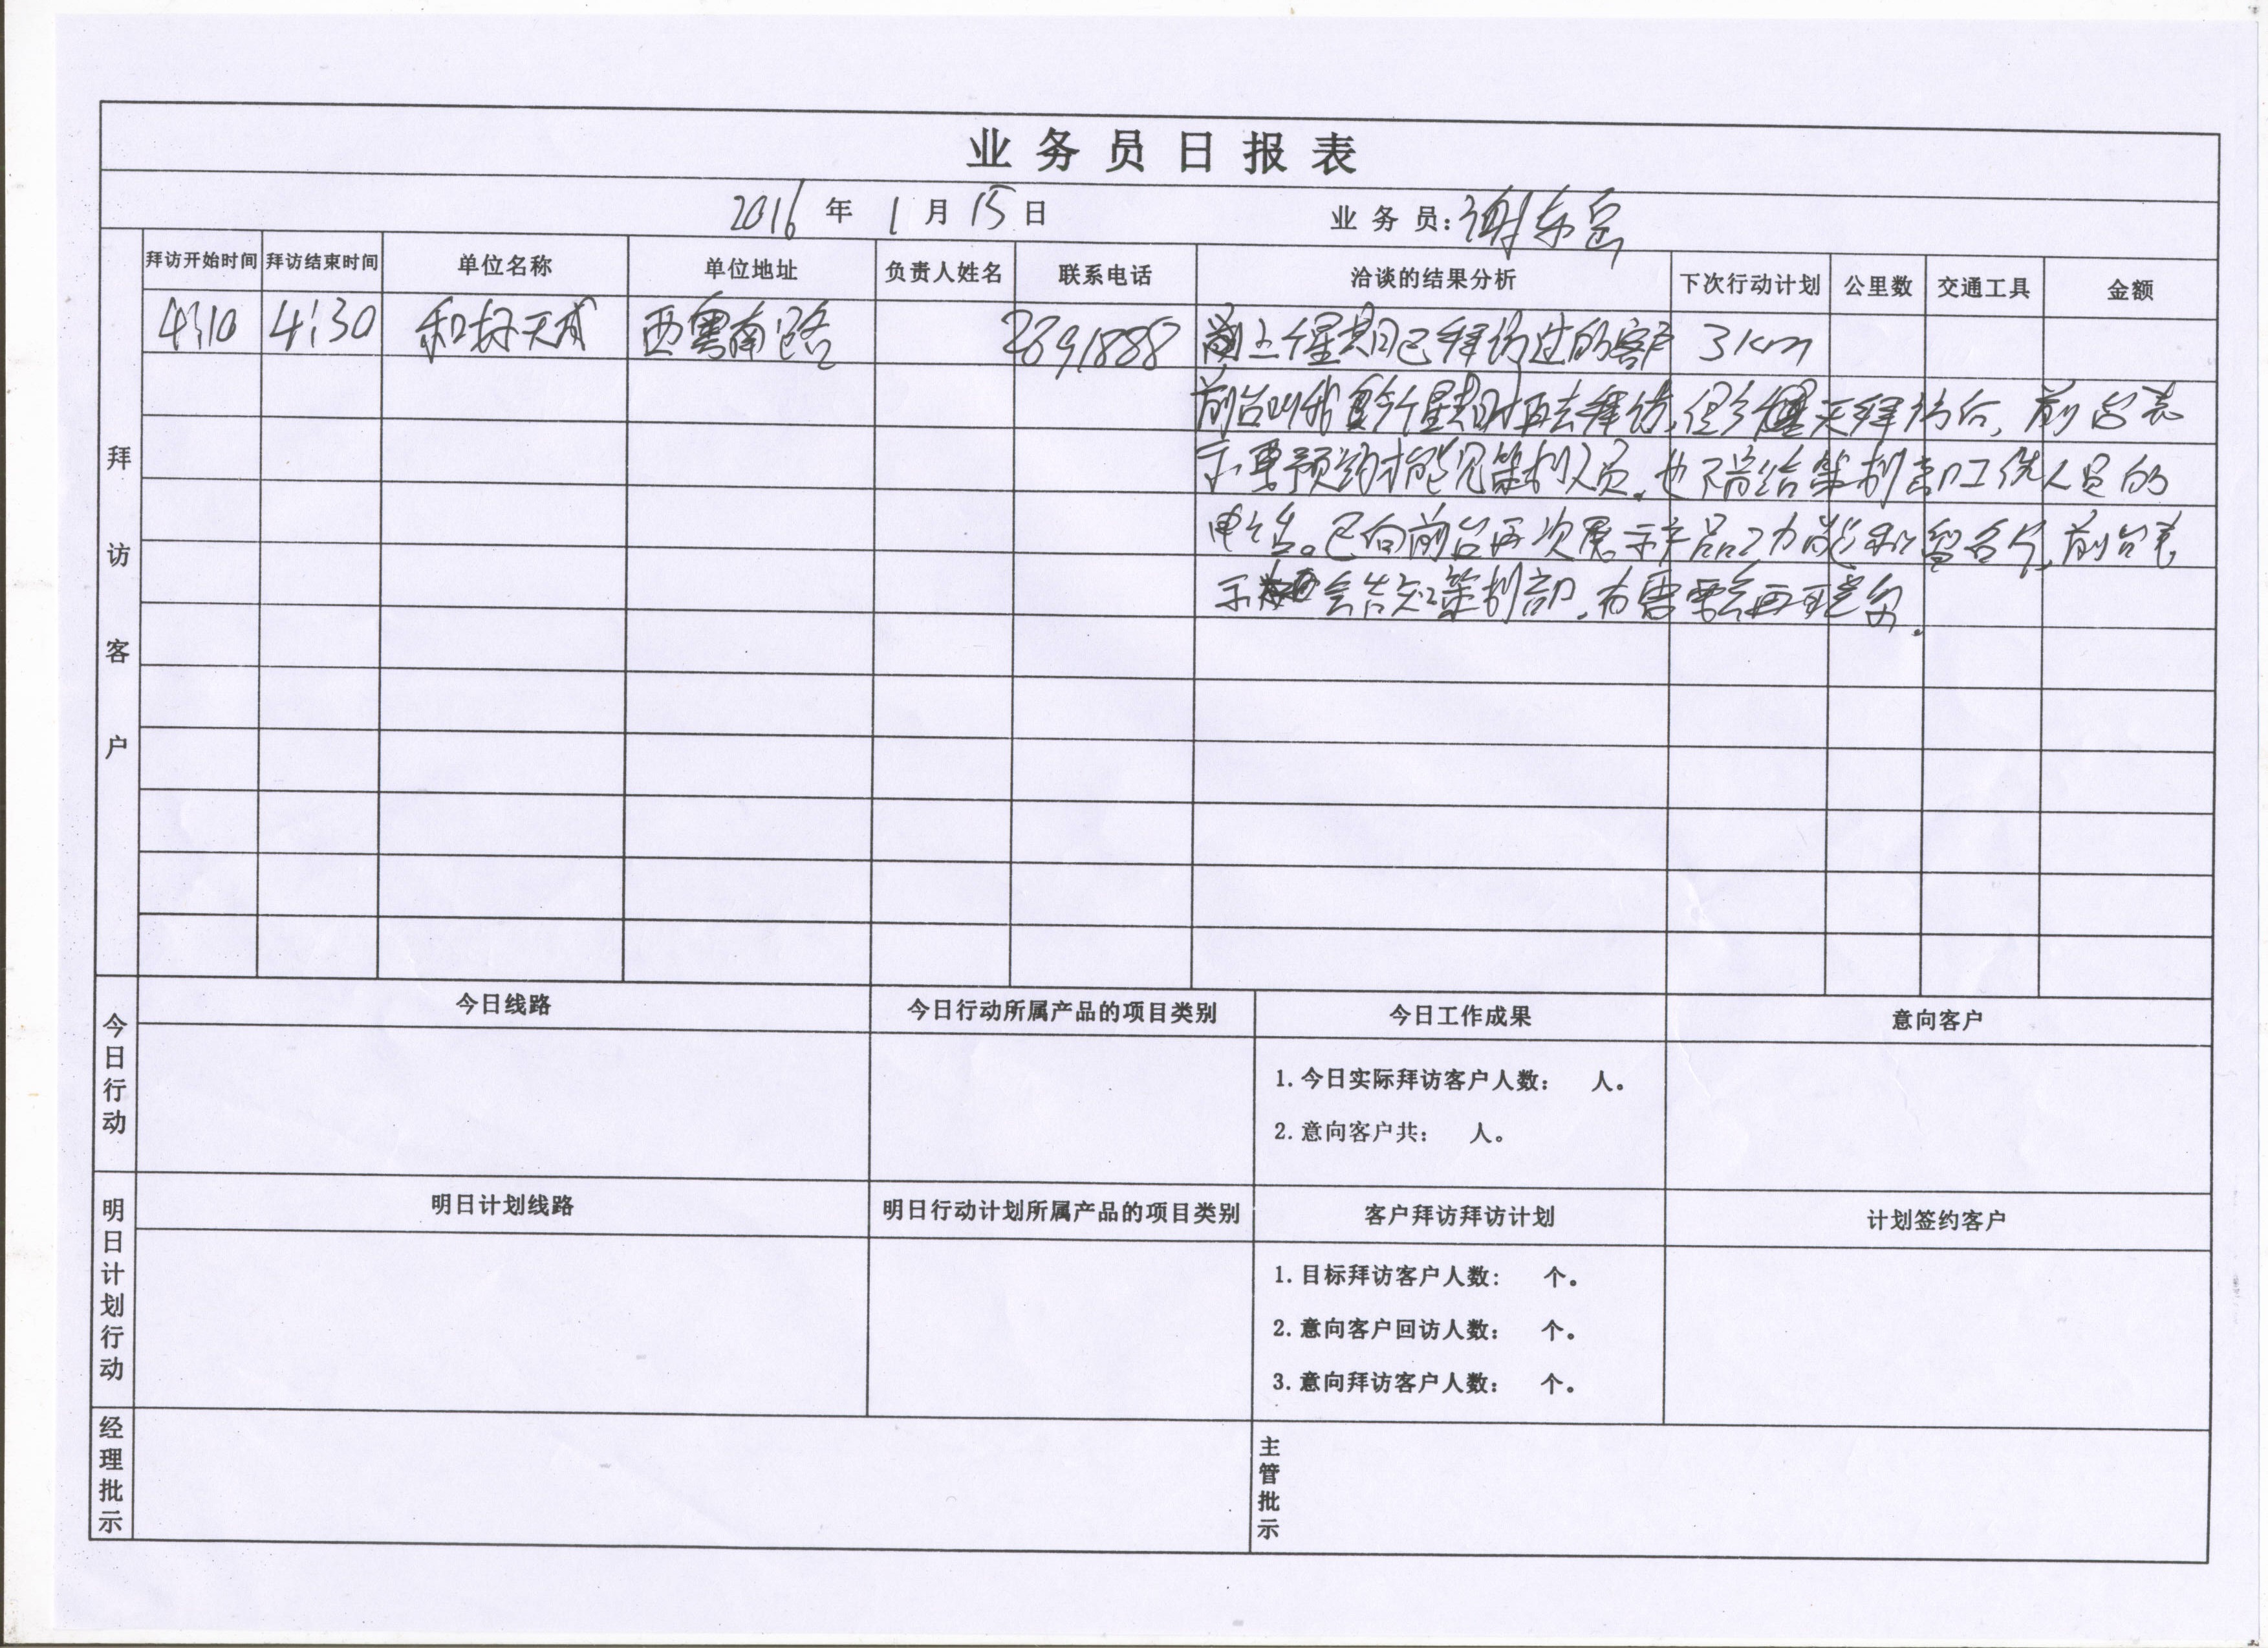 业务员日报表
2016年1月15日 业务员:谢东
拜访客户
拜访开始时间 拜访结束时间 单位名称 单位地址 负责人姓名 联系电话 洽谈的结果分析 下次行动计划 公里数 交通工具 金额
4:10 4:30 和好天成 西粤南路 2891888 上个星期已拜访过的客户 3km
前台叫我这个星期再去拜访,但今天拜访后,前台表
示要预约才能见策划人员,也不肯给策划部工作人员的
电话。已向前台再次展示产品功能和留名片,前台表
示会告知策划部,有需要会再联系.
今日行动
今日线路 今日行动所属产品的项目类别 今日工作成果 意向客户
1.今日实际拜访客户人数: 人。
2.意向客户共: 人。
明日计划行动
明日计划线路 明日行动计划所属产品的项目类别 客户拜访拜访计划 计划签约客户
1.目标拜访客户人数: 个。
2.意向客户回访人数: 个。
3.意向拜访客户人数: 个。
经理批示
主管批示